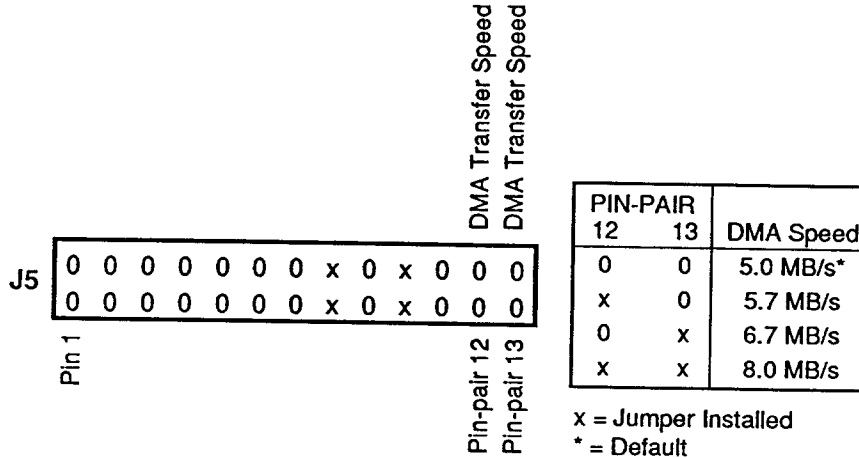 DMA Transfer Speed
DMA Transfer Speed
J5
0 0 0 0 0 0 0 x 0 x 0 0 0
0 0 0 0 0 0 0 x 0 x 0 0 0
Pin 1
Pin-pair 12
Pin-pair 13
PIN-PAIR
12 13 DMA Speed
0 0 5.0 MB/s*
x 0 5.7 MB/s
0 x 6.7 MB/s
x x 8.0 MB/s
x = Jumper Installed
* = Default